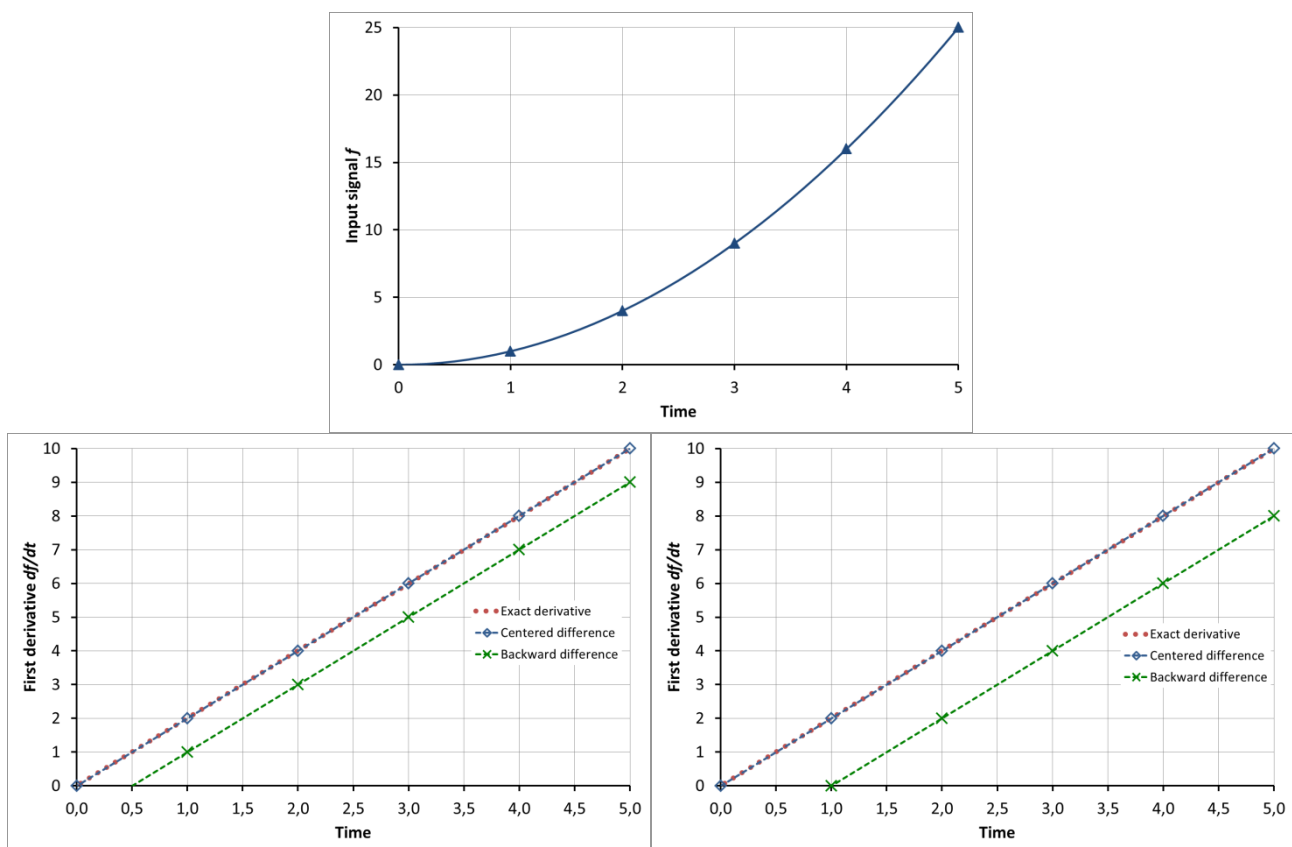 25
20
15
10
5
0
Input signal f
0 1 2 3 4 5
Time
10
9
8
7
6
5
4
3
2
1
0
First derivative df/dt
Exact derivative
Centered difference
Backward difference
0,0 0,5 1,0 1,5 2,0 2,5 3,0 3,5 4,0 4,5 5,0
Time
10
9
8
7
6
5
4
3
2
1
0
First derivative df/dt
Exact derivative
Centered difference
Backward difference
0,0 0,5 1,0 1,5 2,0 2,5 3,0 3,5 4,0 4,5 5,0
Time